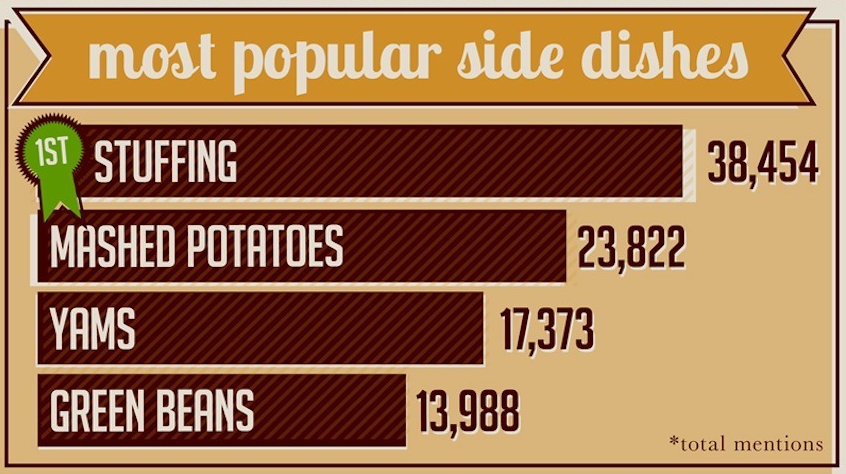 most popular side dishes
1ST
STUFFING 38,454
MASHED POTATOES 23,822
YAMS 17,373
GREEN BEANS 13,988
*total mentions